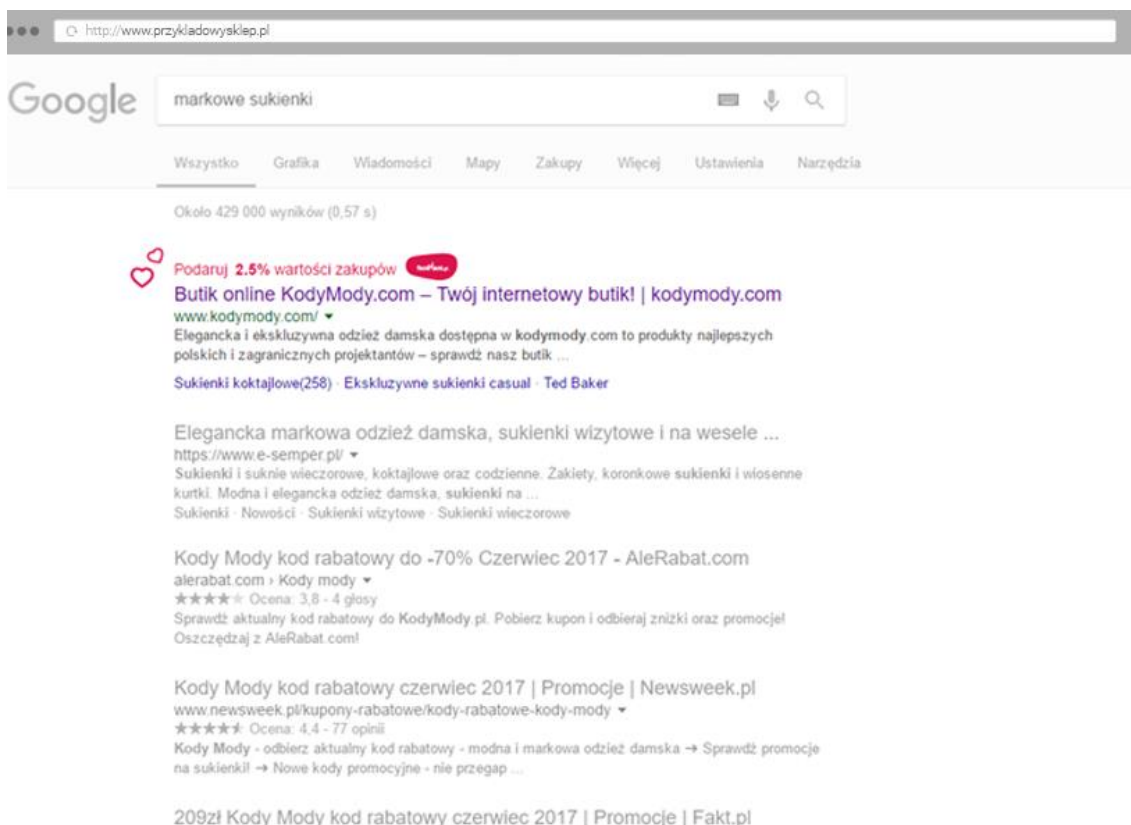 http://www.przykladowysklep.pl
Google
markowe sukienki
Wszystko Grafika Wiadomości Mapy Zakupy Więcej Ustawienia Narzędzia
Około 429 000 wyników (0,57 s)
Podaruj 2.5% wartości zakupów
Butik online KodyMody.com – Twój internetowy butik! | kodymody.com
www.kodymody.com/
Elegancka i ekskluzywna odzież damska dostępna w kodymody.com to produkty najlepszych
polskich i zagranicznych projektantów – sprawdź nasz butik ...
Sukienki koktajlowe(258) · Ekskluzywne sukienki casual · Ted Baker
Elegancka markowa odzież damska, sukienki wizytowe i na wesele ...
https://www.e-semper.pl/
Sukienki i suknie wieczorowe, koktajlowe oraz codzienne. Żakiety, koronkowe sukienki i wiosenne
kurtki. Modna i elegancka odzież damska, sukienki na ...
Sukienki · Nowości · Sukienki wizytowe · Sukienki wieczorowe
Kody Mody kod rabatowy do -70% Czerwiec 2017 - AleRabat.com
alerabat.com › Kody mody
Ocena: 3,8 - 4 głosy
Sprawdź aktualny kod rabatowy do KodyMody.pl. Pobierz kupon i odbieraj zniżki oraz promocje!
Oszczędzaj z AleRabat.com!
Kody Mody kod rabatowy czerwiec 2017 | Promocje | Newsweek.pl
www.newsweek.pl/kupony-rabatowe/kody-rabatowe-kody-mody
Ocena: 4,4 - 77 opinii
Kody Mody - odbierz aktualny kod rabatowy - modna i markowa odzież damska → Sprawdź promocje
na sukienki! → Nowe kody promocyjne - nie przegap ...
209zł Kody Mody kod rabatowy czerwiec 2017 | Promocje | Fakt.pl